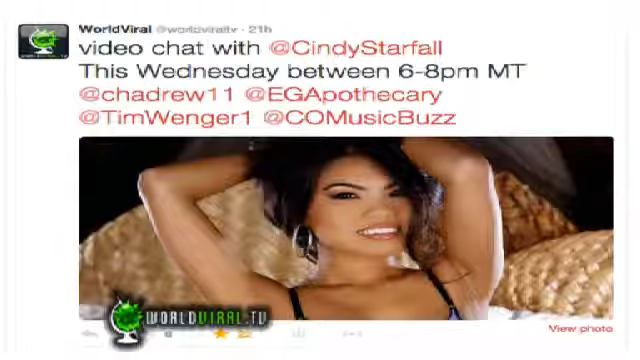 WorldViral @worldviraltv · 21h
video chat with @CindyStarfall
This Wednesday between 6-8pm MT
@chadrew11 @EGApothecary
@TimWenger1 @COMusicBuzz
WORLDVIRAL.TV
View photo